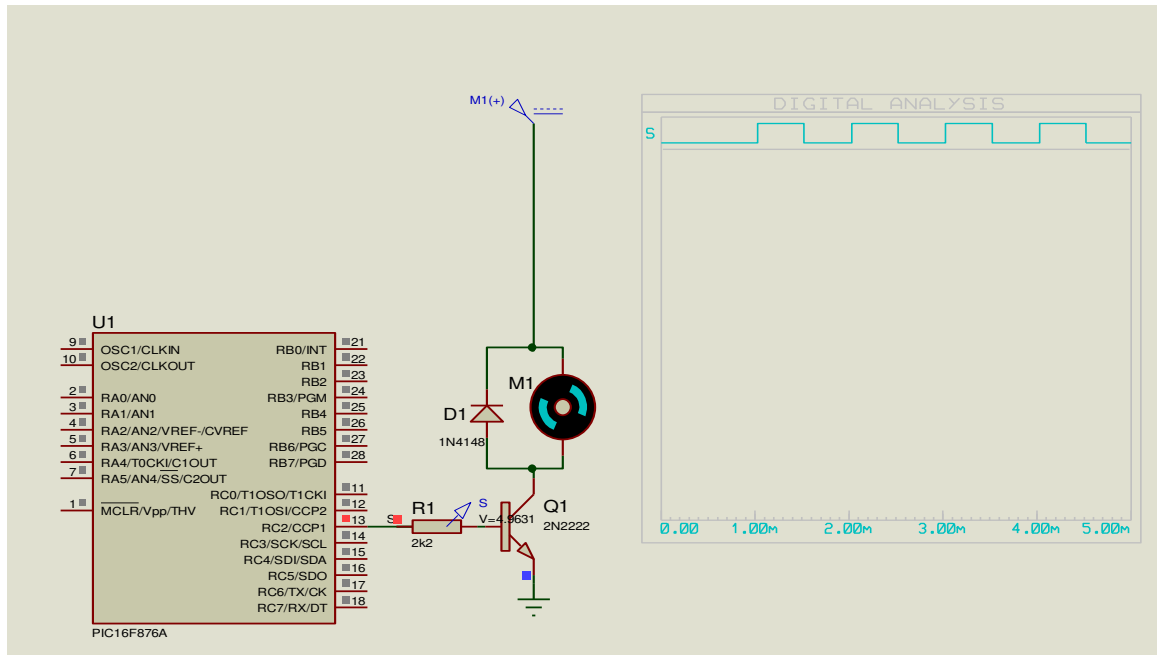 M1(+)
DIGITAL ANALYSIS
S
0.00 1.00m 2.00m 3.00m 4.00m 5.00m
U1
9 OSC1/CLKIN
10 OSC2/CLKOUT
2 RA0/AN0
3 RA1/AN1
4 RA2/AN2/VREF-/CVREF
5 RA3/AN3/VREF+
6 RA4/T0CKI/C1OUT
7 RA5/AN4/SS/C2OUT
1 MCLR/Vpp/THV
RB0/INT 21
RB1 22
RB2 23
RB3/PGM 24
RB4 25
RB5 26
RB6/PGC 27
RB7/PGD 28
RC0/T1OSO/T1CKI 11
RC1/T1OSI/CCP2 12
RC2/CCP1 13
RC3/SCK/SCL 14
RC4/SDI/SDA 15
RC5/SDO 16
RC6/TX/CK 17
RC7/RX/DT 18
PIC16F876A
M1
D1
1N4148
S
R1
2k2
S
V=4.9631
Q1
2N2222